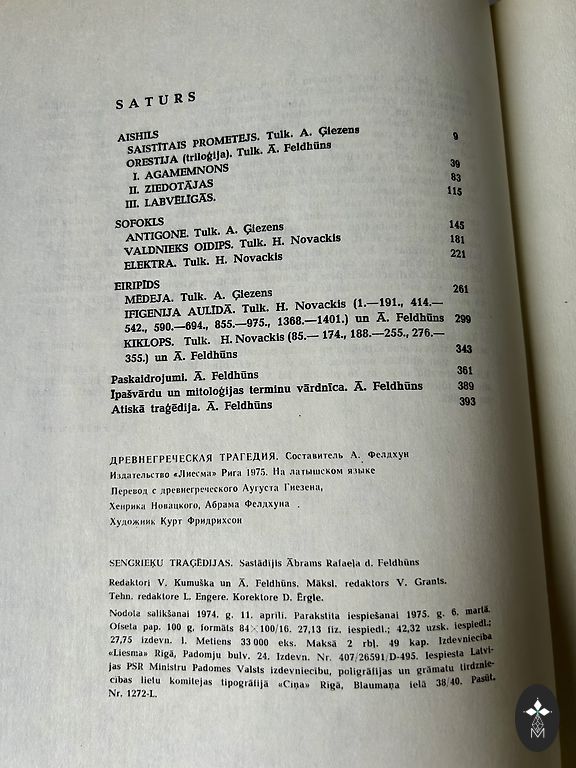 SATURS
AISHILS
SAISTĪTAIS PROMETEJS. Tulk. A. Ģiezens 9
ORESTIJA (triloģija). Tulk. Ā. Feldhūns
I. AGAMEMNONS 39
II. ZIEDOTĀJAS 83
III. LABVĒLĪGĀS. 115
SOFOKLS
ANTIGONE. Tulk. A. Ģiezens 145
VALDNIEKS OIDIPS. Tulk. H. Novackis 181
ELEKTRA. Tulk. H. Novackis 221
EIRIPĪDS
MĒDEJA. Tulk. A. Ģiezens 261
IFIGENIJA AULIDĀ. Tulk. H. Novackis (1.—191., 414.—
542., 590.—694., 855.—975., 1368.—1401.) un Ā. Feldhūns 299
KIKLOPS. Tulk. H. Novackis (85.— 174., 188.—255., 276.—
355.) un Ā. Feldhūns 343
Paskaidrojumi. Ā. Feldhūns 361
Īpašvārdu un mitoloģijas terminu vārdnīca. Ā. Feldhūns 389
Atiskā traģēdija. Ā. Feldhūns 393
ДРЕВНЕГРЕЧЕСКАЯ ТРАГЕДИЯ. Составитель А. Фелдхун
Издательство «Лиесма» Рига 1975. На латышском языке
Перевод с древнегреческого Аугуста Гиезена,
Хенрика Новацкого, Абрама Фелдхуна .
Художник Курт Фридрихсон
SENGRIEĶU TRAĢĒDIJAS. Sastādījis Ābrams Rafaeļa d. Feldhūns
Redaktori V. Kumuška un Ā. Feldhūns. Māksl. redaktors V. Grants.
Tehn. redaktore L. Engere. Korektore D. Ērgle.
Nodota salikšanai 1974. g. 11. aprīlī. Parakstīta iespiešanai 1975. g. 6. martā.
Ofseta pap. 100 g, formāts 84×100/16. 27,13 fiz. iespiedl.; 42,32 uzsk. iespiedl.;
27,75 izdevn. l. Metiens 33 000 eks. Maksā 2 rbļ. 49 kap. Izdevniecība
«Liesma» Rīgā, Padomju bulv. 24. Izdevn. Nr. 407/26591/D-495. Iespiesta Latvi-
jas PSR Ministru Padomes Valsts izdevniecību, poligrāfijas un grāmatu tirdznie-
cības lietu komitejas tipogrāfijā «Cīņa» Rīgā, Blaumaņa ielā 38/40. Pasūt.
Nr. 1272-L.
M